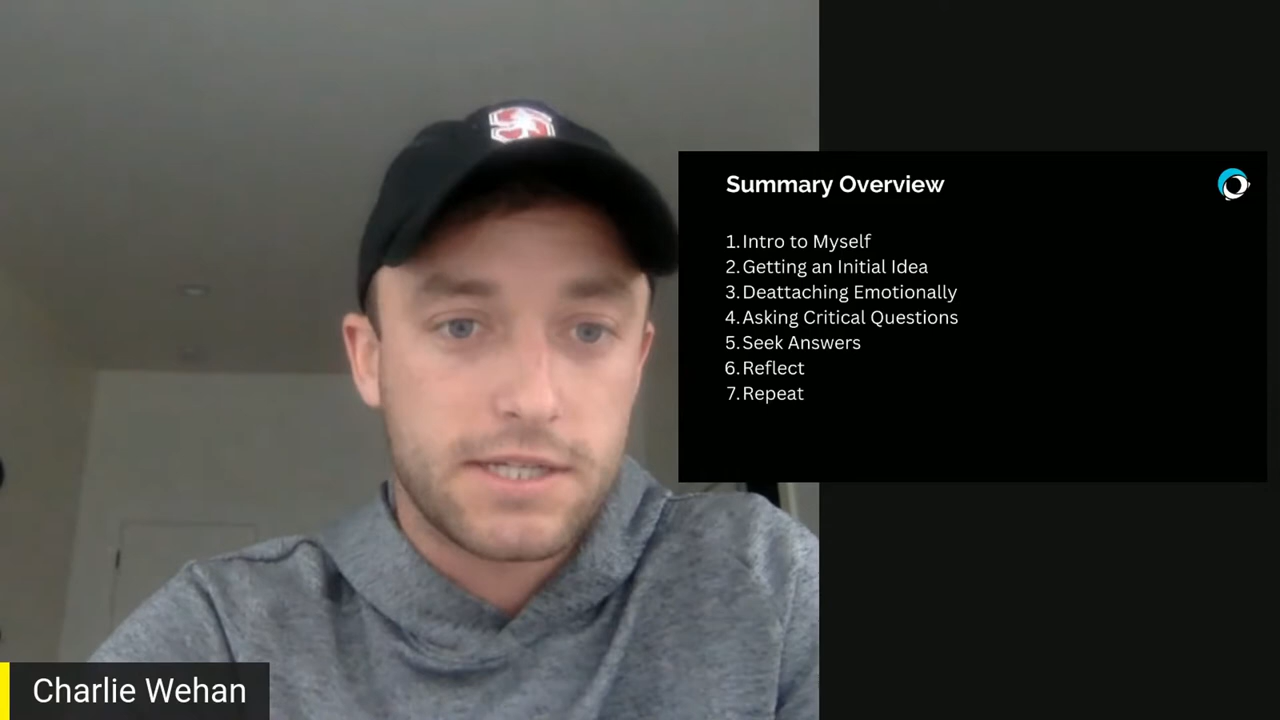 Summary Overview
1. Intro to Myself
2. Getting an Initial Idea
3. Deattaching Emotionally
4. Asking Critical Questions
5. Seek Answers
6. Reflect
7. Repeat
Charlie Wehan